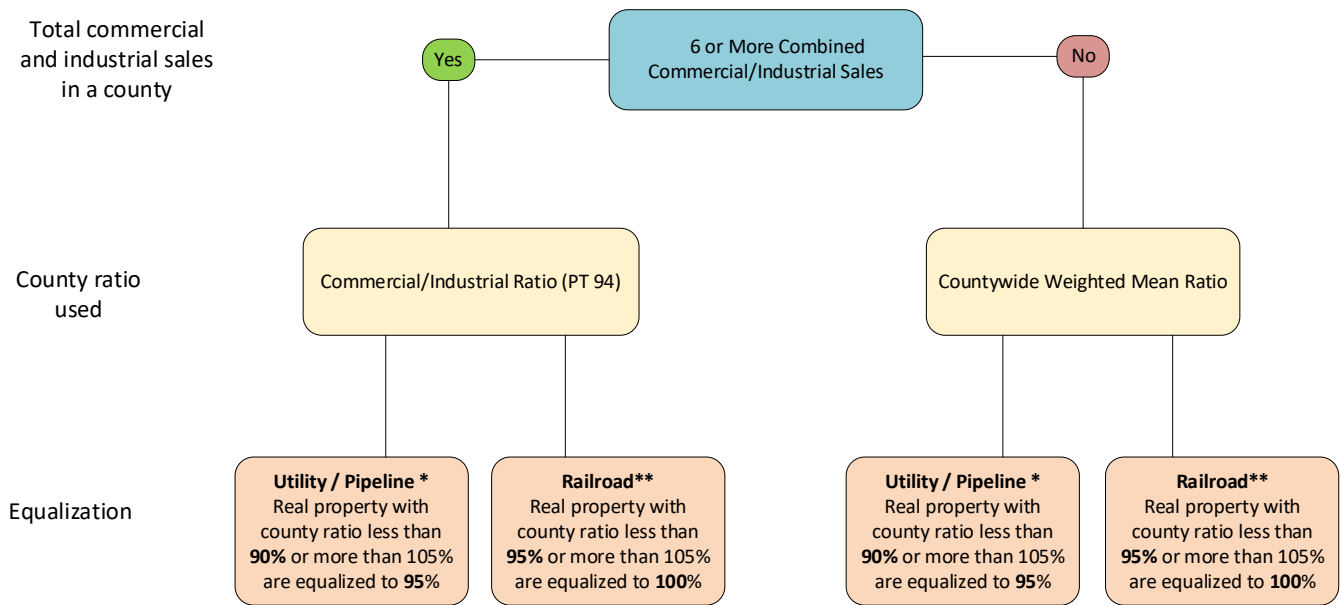 Total commercial
and industrial sales
in a county
Yes
6 or More Combined
Commercial/Industrial Sales
No
County ratio
used
Commercial/Industrial Ratio (PT 94)
Countywide Weighted Mean Ratio
Equalization
Utility / Pipeline *
Real property with
county ratio less than
90% or more than 105%
are equalized to 95%
Railroad**
Real property with
county ratio less than
95% or more than 105%
are equalized to 100%
Utility / Pipeline *
Real property with
county ratio less than
90% or more than 105%
are equalized to 95%
Railroad**
Real property with
county ratio less than
95% or more than 105%
are equalized to 100%